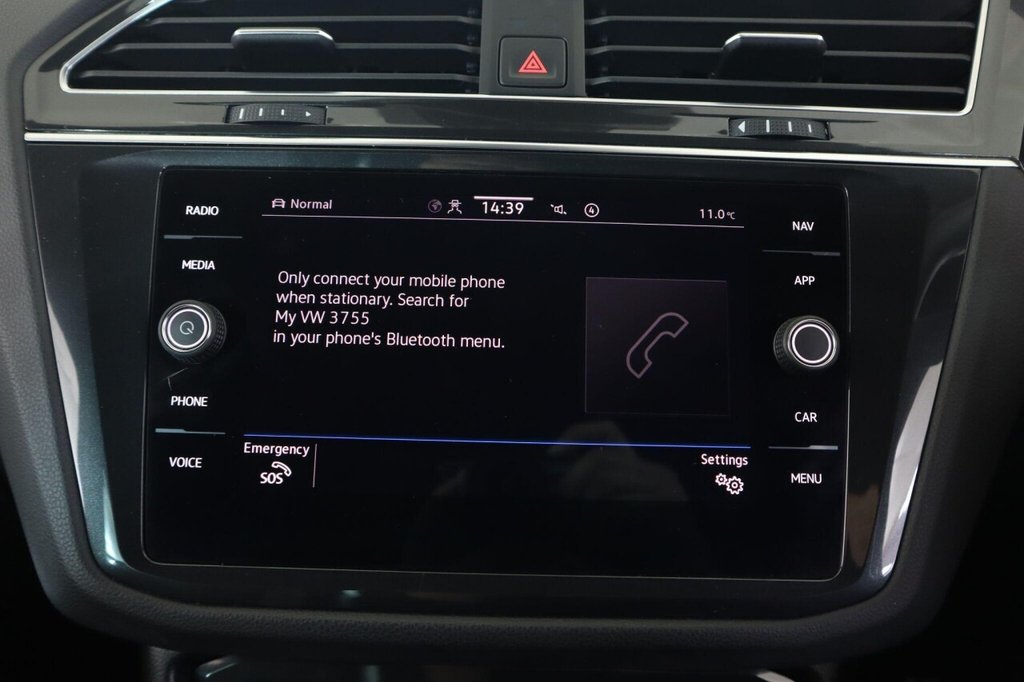 Normal
14:39
4
11.0°C
RADIO
MEDIA
PHONE
VOICE
Only connect your mobile phone
when stationary. Search for
My VW 3755
in your phone's Bluetooth menu.
Emergency
SOS
Settings
NAV
APP
CAR
MENU